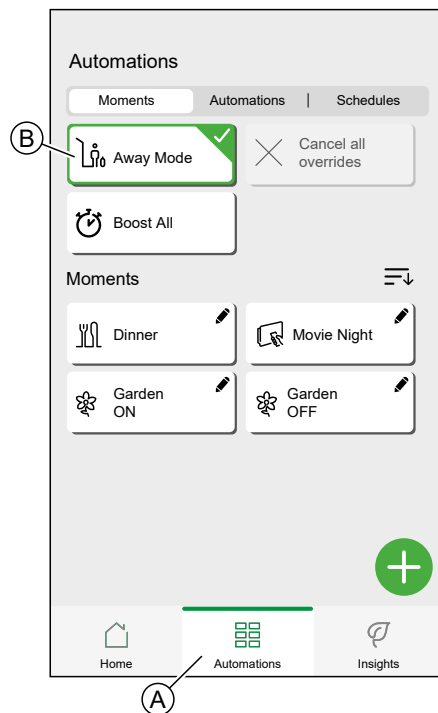 Automations
Moments Automations | Schedules
B
Away Mode
Cancel all
overrides
Boost All
Moments
Dinner
Movie Night
Garden
ON
Garden
OFF
Home Automations Insights
A